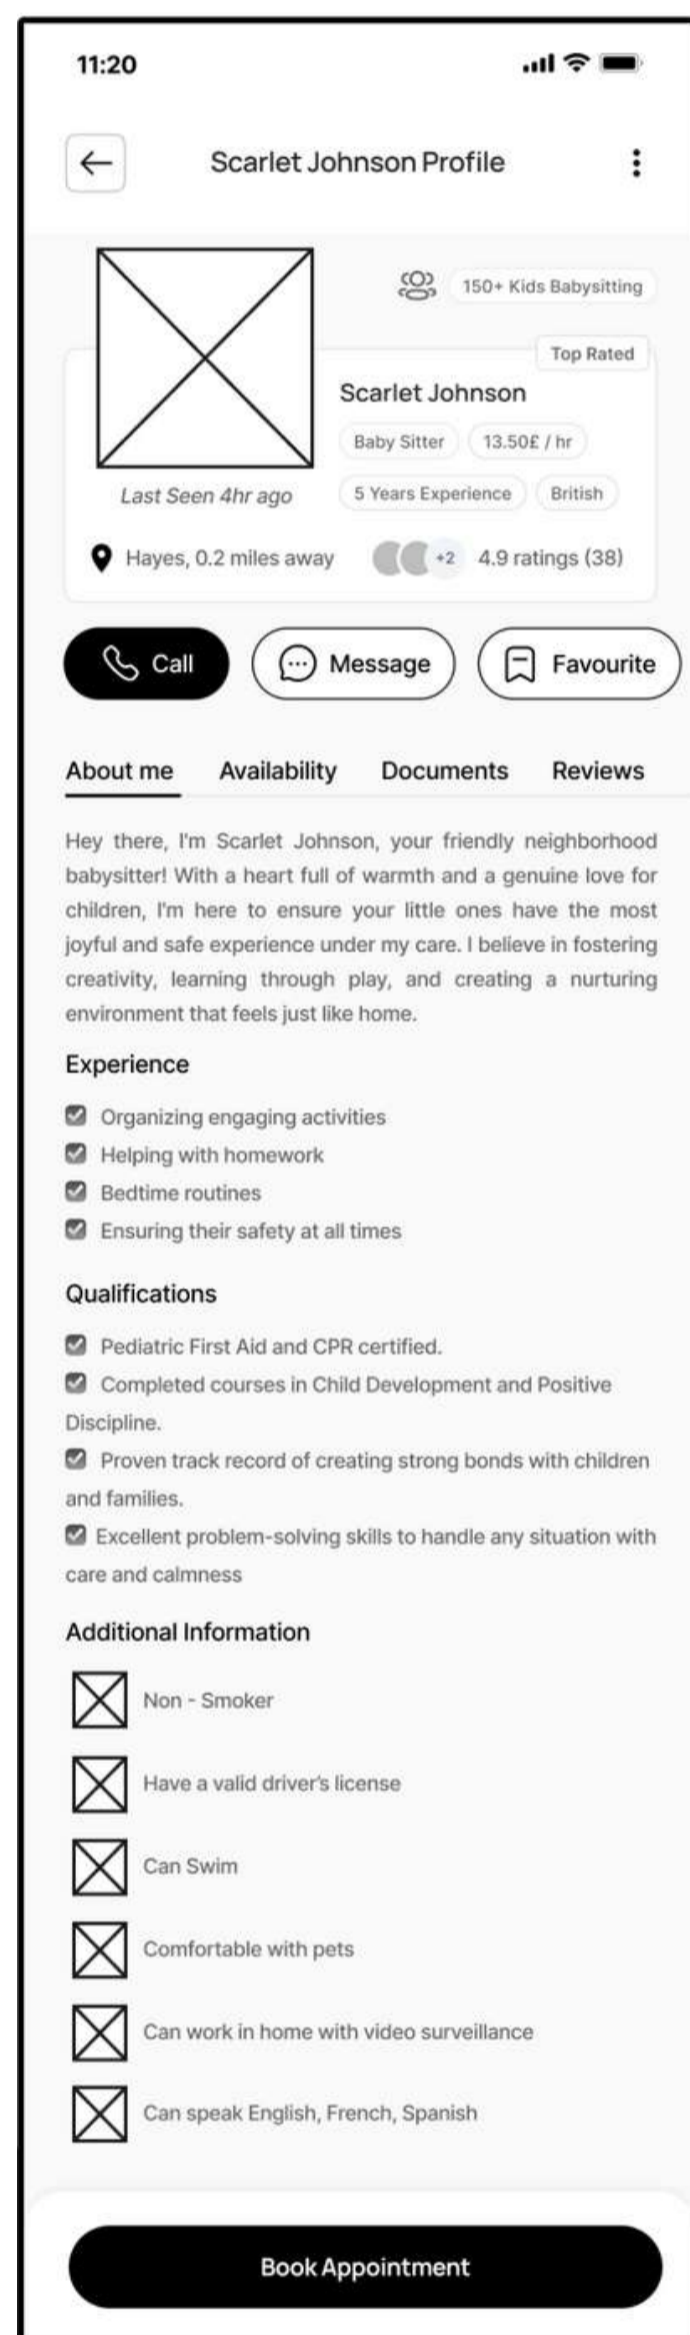 11:20
Scarlet Johnson Profile
150+ Kids Babysitting
Top Rated
Scarlet Johnson
Baby Sitter
13.50£ / hr
Last Seen 4hr ago
5 Years Experience
British
Hayes, 0.2 miles away
+2
4.9 ratings (38)
Call
Message
Favourite
About me
Availability
Documents
Reviews
Hey there, I'm Scarlet Johnson, your friendly neighborhood
babysitter! With a heart full of warmth and a genuine love for
children, I'm here to ensure your little ones have the most
joyful and safe experience under my care. I believe in fostering
creativity, learning through play, and creating a nurturing
environment that feels just like home.
Experience
Organizing engaging activities
Helping with homework
Bedtime routines
Ensuring their safety at all times
Qualifications
Pediatric First Aid and CPR certified.
Completed courses in Child Development and Positive
Discipline.
Proven track record of creating strong bonds with children
and families.
Excellent problem-solving skills to handle any situation with
care and calmness
Additional Information
Non - Smoker
Have a valid driver's license
Can Swim
Comfortable with pets
Can work in home with video surveillance
Can speak English, French, Spanish
Book Appointment